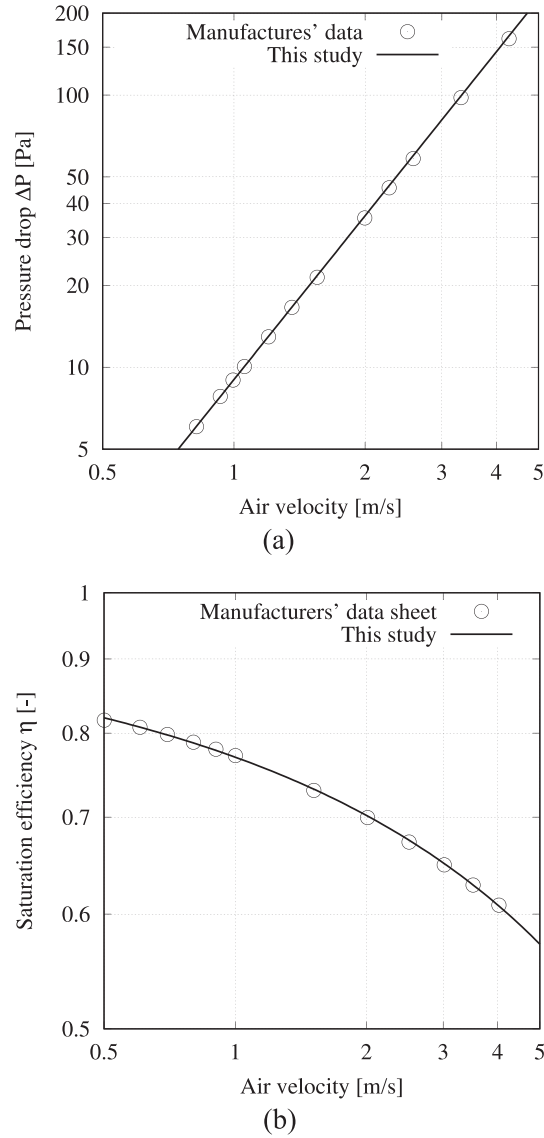 200
150
100
50
40
30
20
10
5
Pressure drop ΔP [Pa]
Manufactures' data
This study
0.5 1 2 3 4 5
Air velocity [m/s]
(a)
1
0.9
0.8
0.7
0.6
0.5
Saturation efficiency η [-]
Manufacturers' data sheet
This study
0.5 1 2 3 4 5
Air velocity [m/s]
(b)